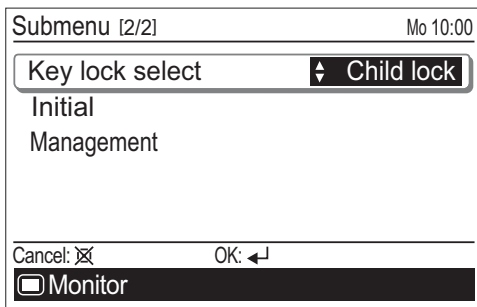 Submenu [2/2] Mo 10:00
Key lock select Child lock
Initial
Management
Cancel: OK:
Monitor